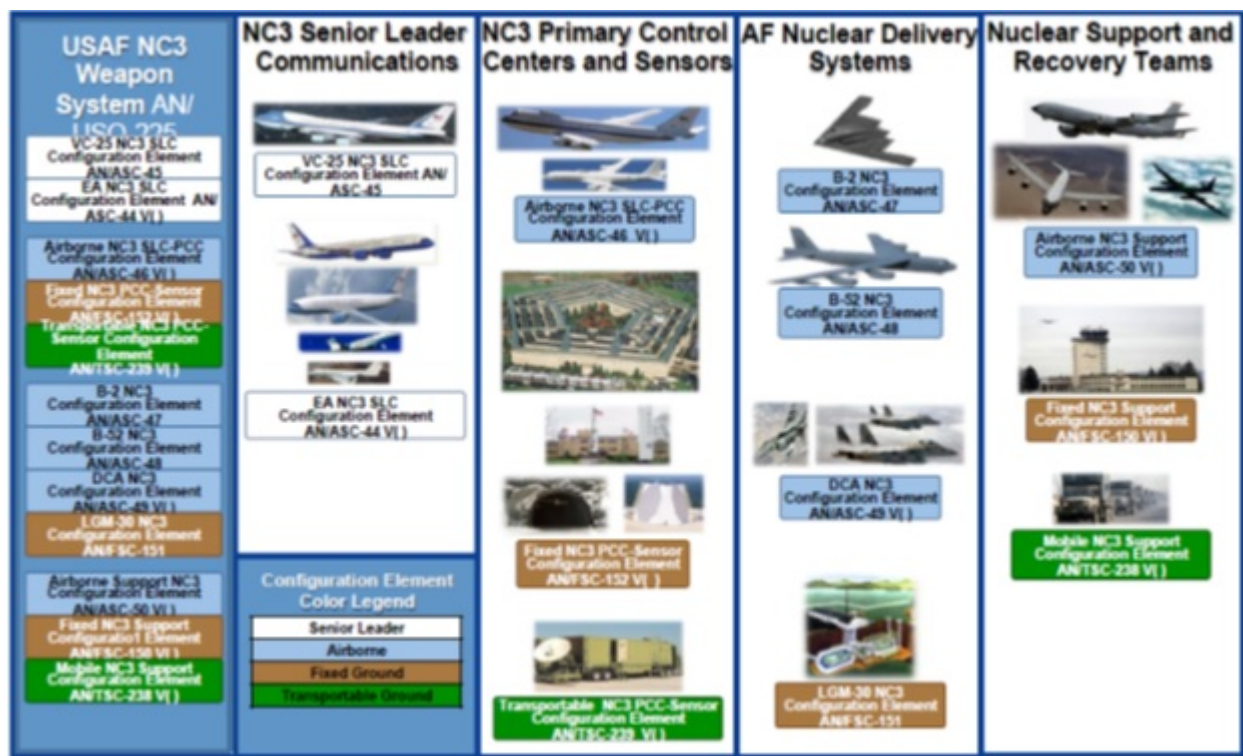 USAF NC3
Weapon
System AN/
USQ-225
VC-25 NC3 SLC
Configuration Element
AN/ASC-45
EA NC3 SLC
Configuration Element AN/
ASC-44 V( )
Airborne NC3 SLC-PCC
Configuration Element
AN/ASC-46 V( )
Fixed NC3 PCC-Sensor
Configuration Element
AN/FSC-152 V( )
Transportable NC3 PCC-
Sensor Configuration
Element
AN/TSC-239 V( )
B-2 NC3
Configuration Element
AN/ASC-47
B-52 NC3
Configuration Element
AN/ASC-48
DCA NC3
Configuration Element
AN/ASC-49 V( )
LGM-30 NC3
Configuration Element
AN/FSC-151
Airborne Support NC3
Configuration Element
AN/ASC-50 V( )
Fixed NC3 Support
Configuratio1 Element
AN/FSC-150 V( )
Mobile NC3 Support
Configuration Element
AN/TSC-238 V( )
NC3 Senior Leader
Communications
VC-25 NC3 SLC
Configuration Element AN/
ASC-45
EA NC3 SLC
Configuration Element
AN/ASC-44 V( )
Configuration Element
Color Legend
Senior Leader
Airborne
Fixed Ground
Transportable Ground
NC3 Primary Control
Centers and Sensors
Airborne NC3 SLC-PCC
Configuration Element
AN/ASC-46 V( )
Fixed NC3 PCC-Sensor
Configuration Element
AN/FSC-152 V( )
Transportable NC3 PCC-Sensor
Configuration Element
AN/TSC-239 V( )
AF Nuclear Delivery
Systems
B-2 NC3
Configuration Element
AN/ASC-47
B-52 NC3
Configuration Element
AN/ASC-48
DCA NC3
Configuration Element
AN/ASC-49 V( )
LGM-30 NC3
Configuration Element
AN/FSC-151
Nuclear Support and
Recovery Teams
Airborne NC3 Support
Configuration Element
AN/ASC-50 V( )
Fixed NC3 Support
Configuration Element
AN/FSC-150 V( )
Mobile NC3 Support
Configuration Element
AN/TSC-238 V( )